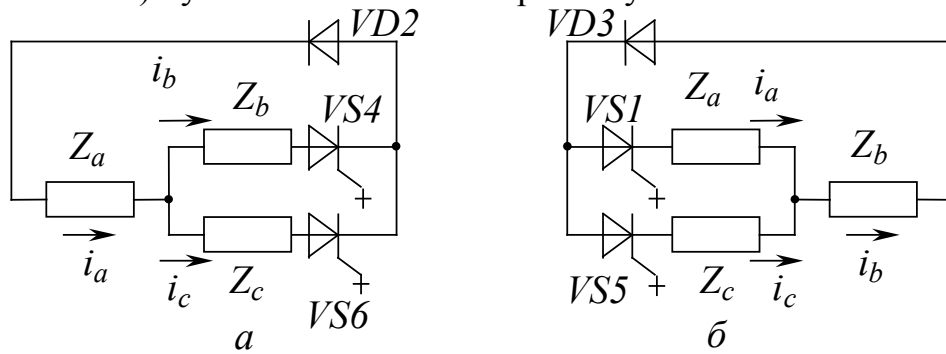 VD2
VD3
i_b
Z_b
VS4
VS1
Z_a
i_a
Z_a
Z_b
i_a
i_c
Z_c
VS6
VS5
Z_c
i_c
i_b
а
б